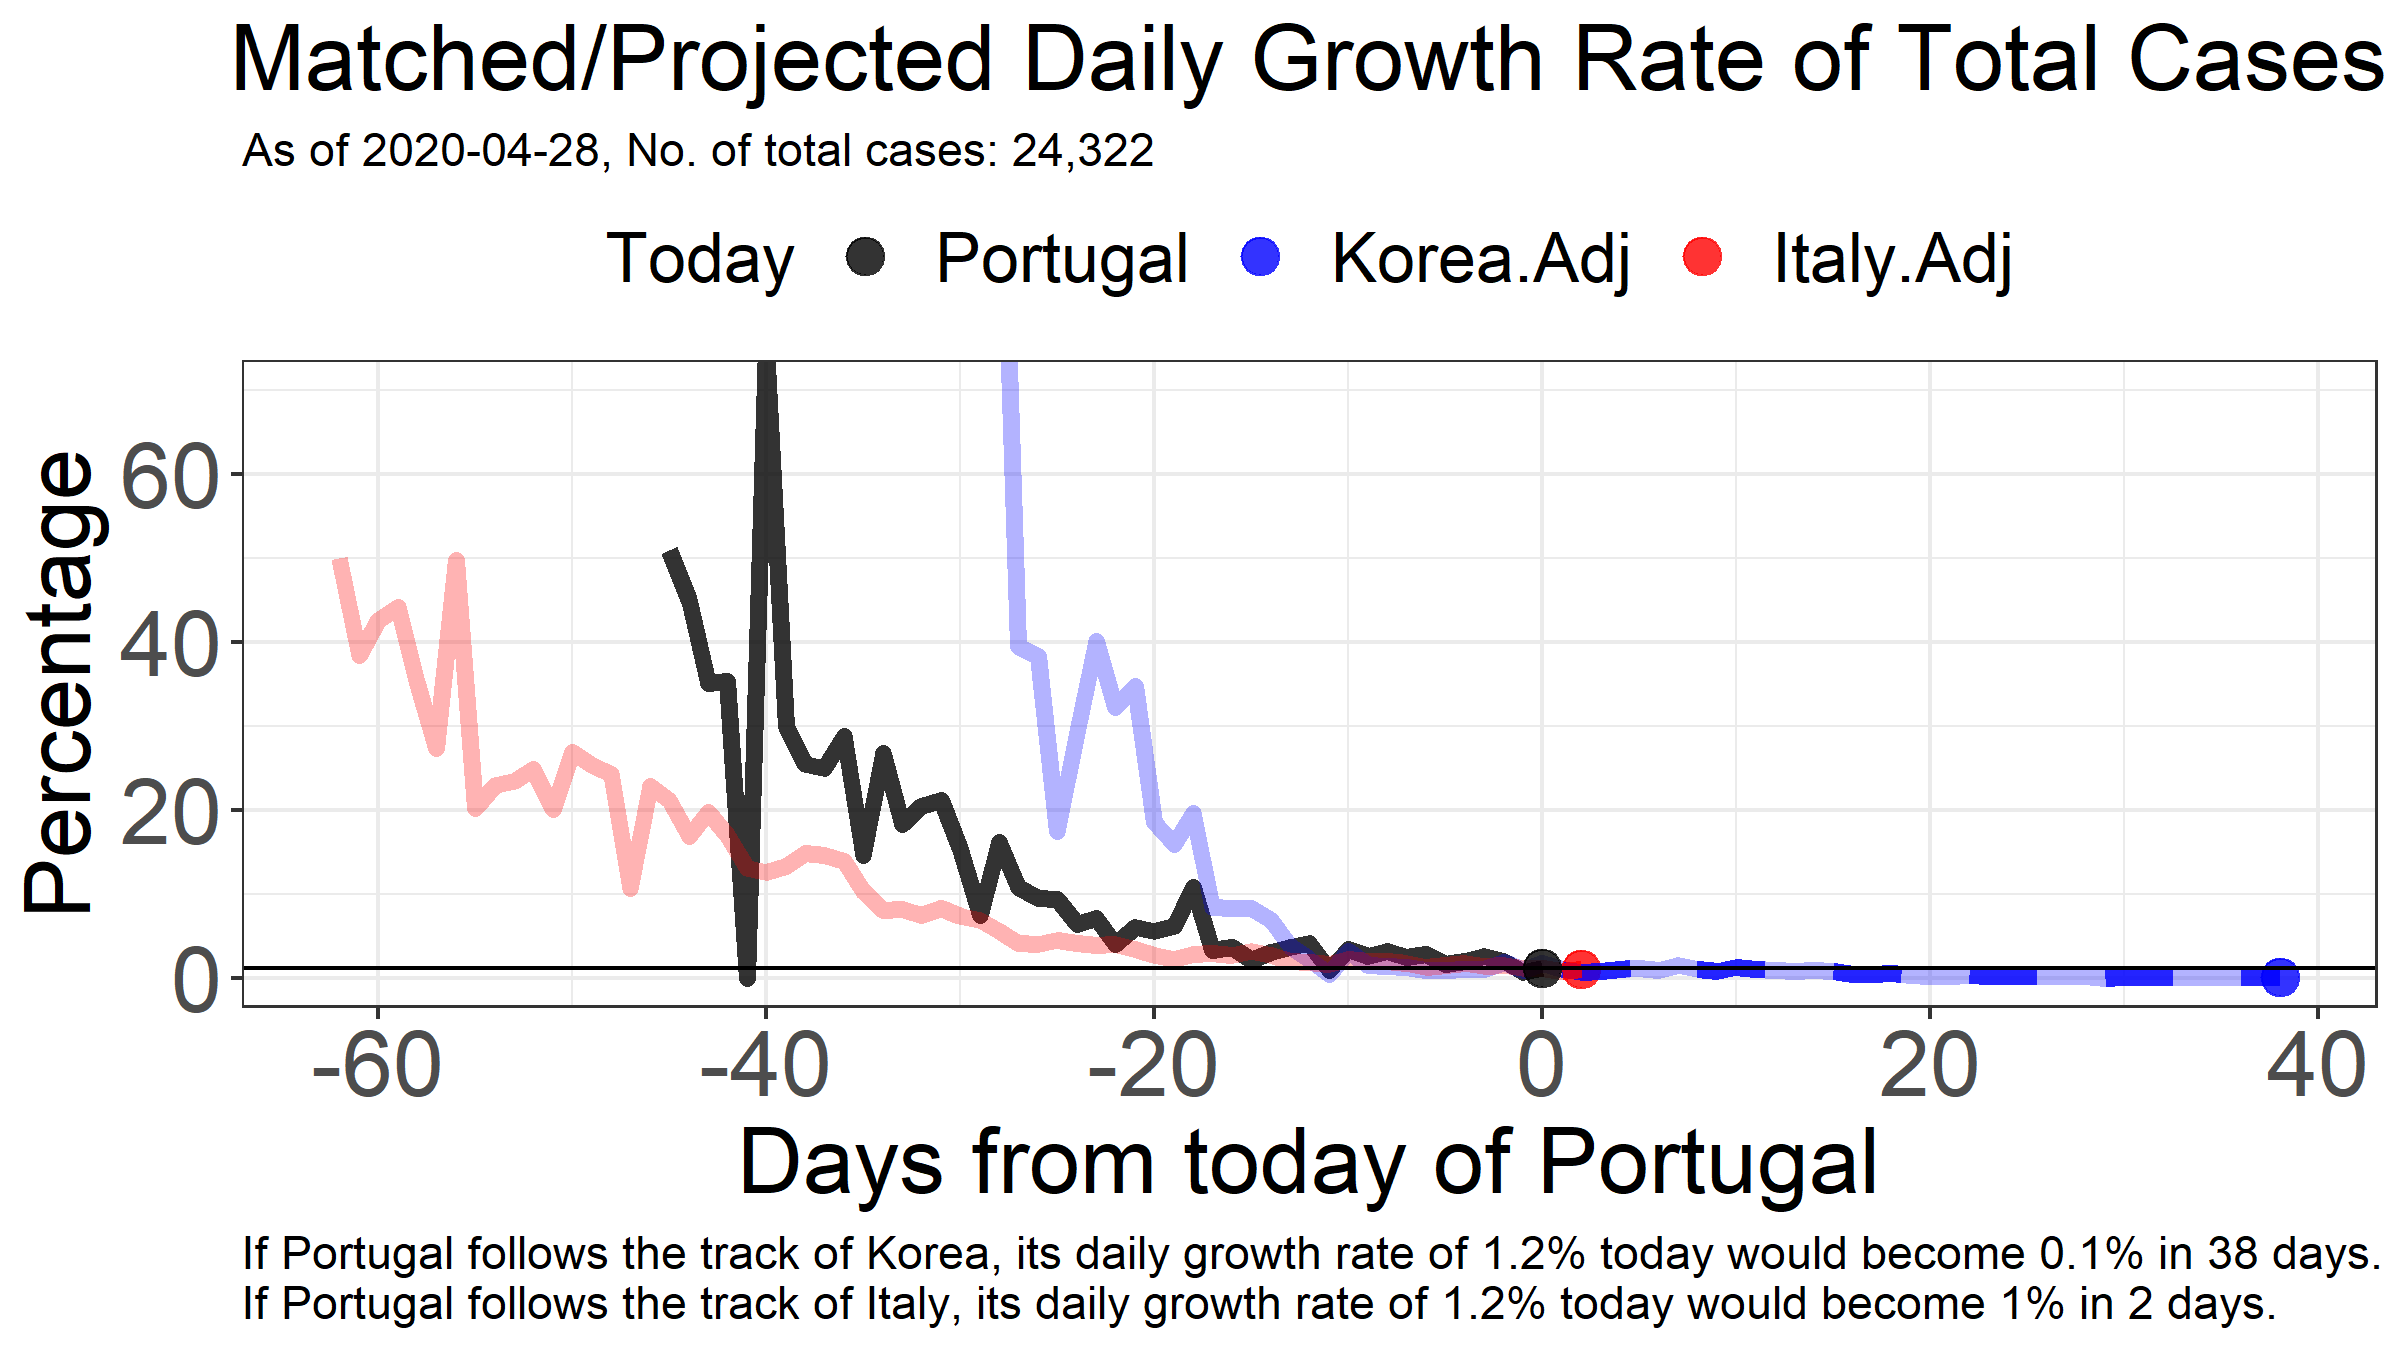 Matched/Projected Daily Growth Rate of Total Cases
As of 2020-04-28, No. of total cases: 24,322
Today Portugal Korea.Adj Italy.Adj
Percentage
60
40
20
0
-60 -40 -20 0 20 40
Days from today of Portugal
If Portugal follows the track of Korea, its daily growth rate of 1.2% today would become 0.1% in 38 days.
If Portugal follows the track of Italy, its daily growth rate of 1.2% today would become 1% in 2 days.